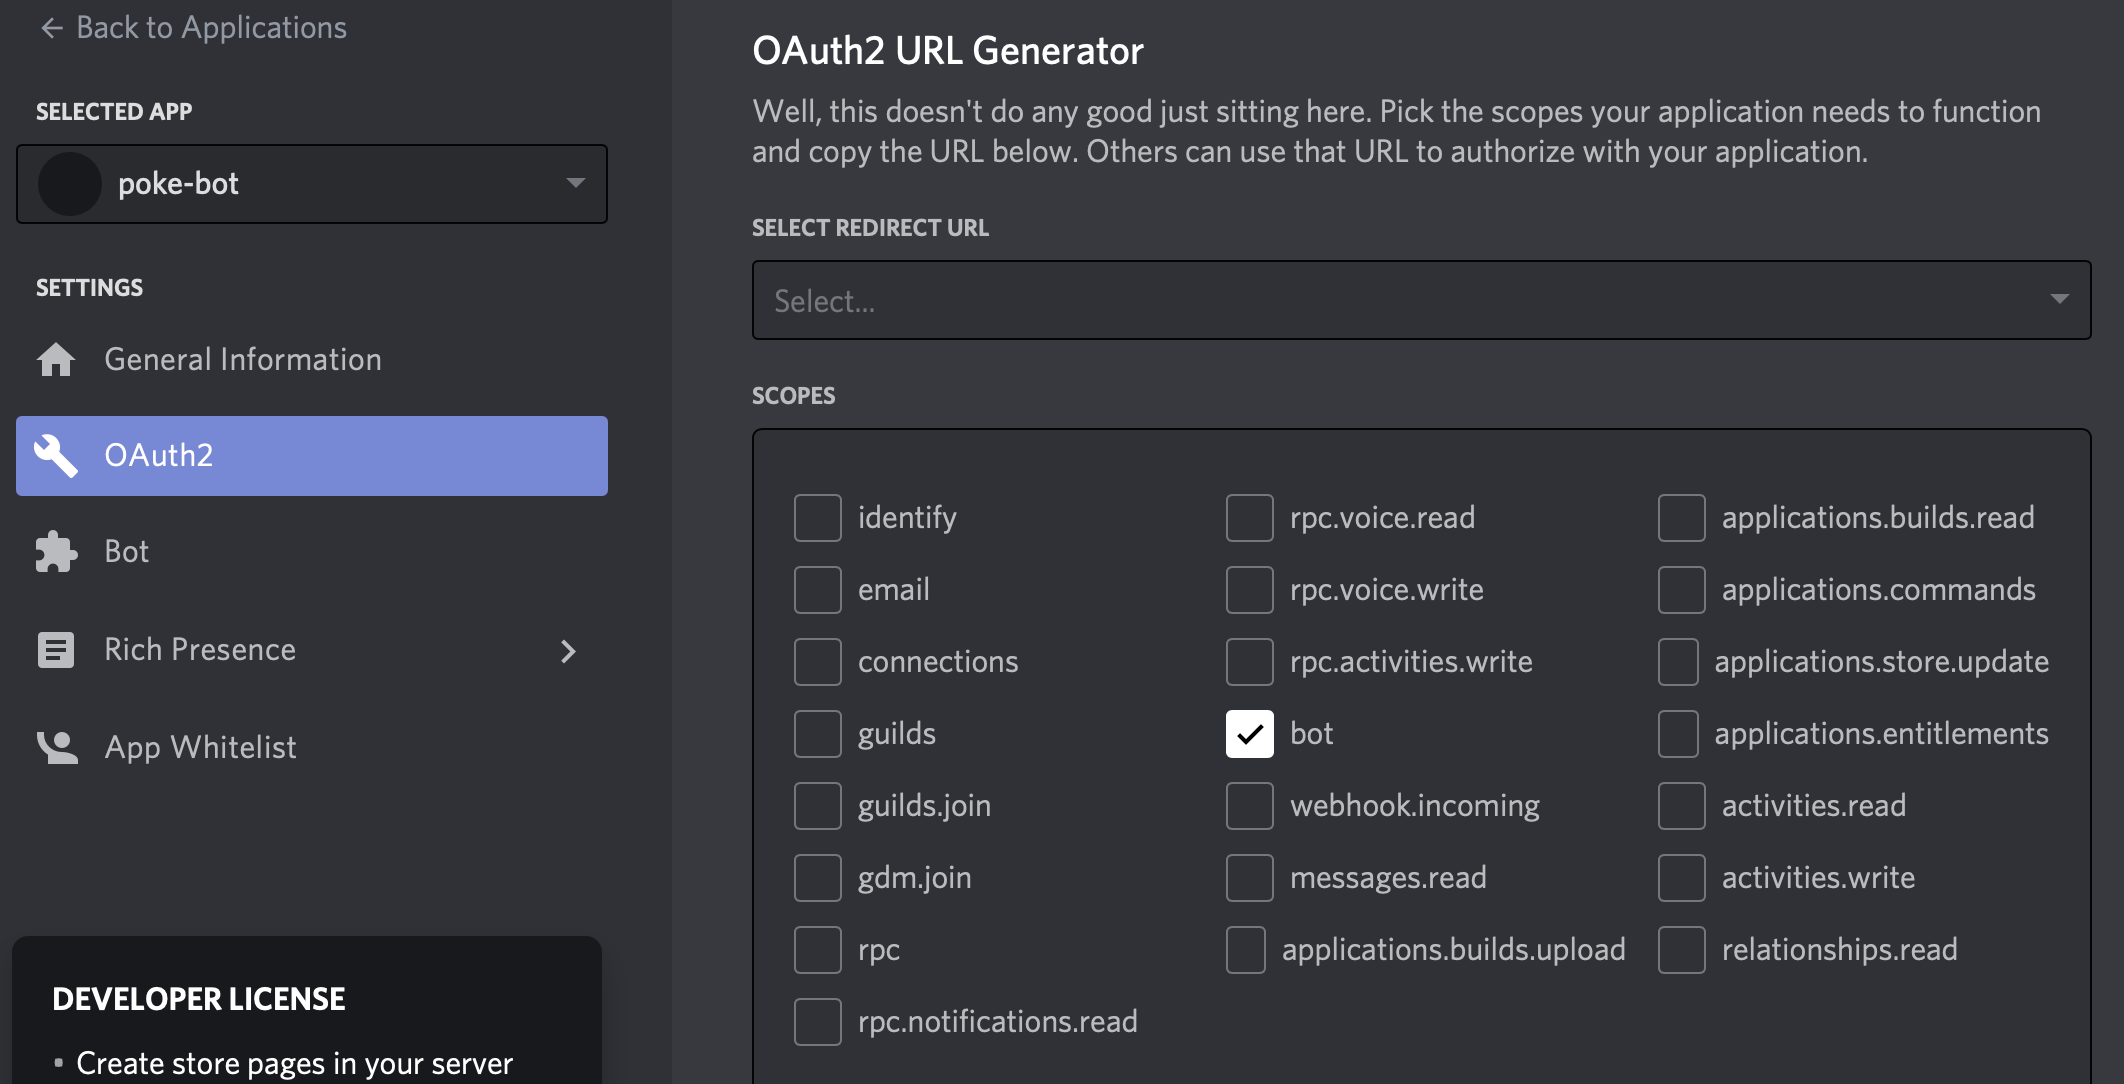 ← Back to Applications
SELECTED APP
poke-bot
SETTINGS
General Information
OAuth2
Bot
Rich Presence
App Whitelist
DEVELOPER LICENSE
▪ Create store pages in your server
OAuth2 URL Generator
Well, this doesn't do any good just sitting here. Pick the scopes your application needs to function
and copy the URL below. Others can use that URL to authorize with your application.
SELECT REDIRECT URL
Select...
SCOPES
identify
email
connections
guilds
guilds.join
gdm.join
rpc
rpc.notifications.read
rpc.voice.read
rpc.voice.write
rpc.activities.write
bot
webhook.incoming
messages.read
applications.builds.upload
applications.builds.read
applications.commands
applications.store.update
applications.entitlements
activities.read
activities.write
relationships.read